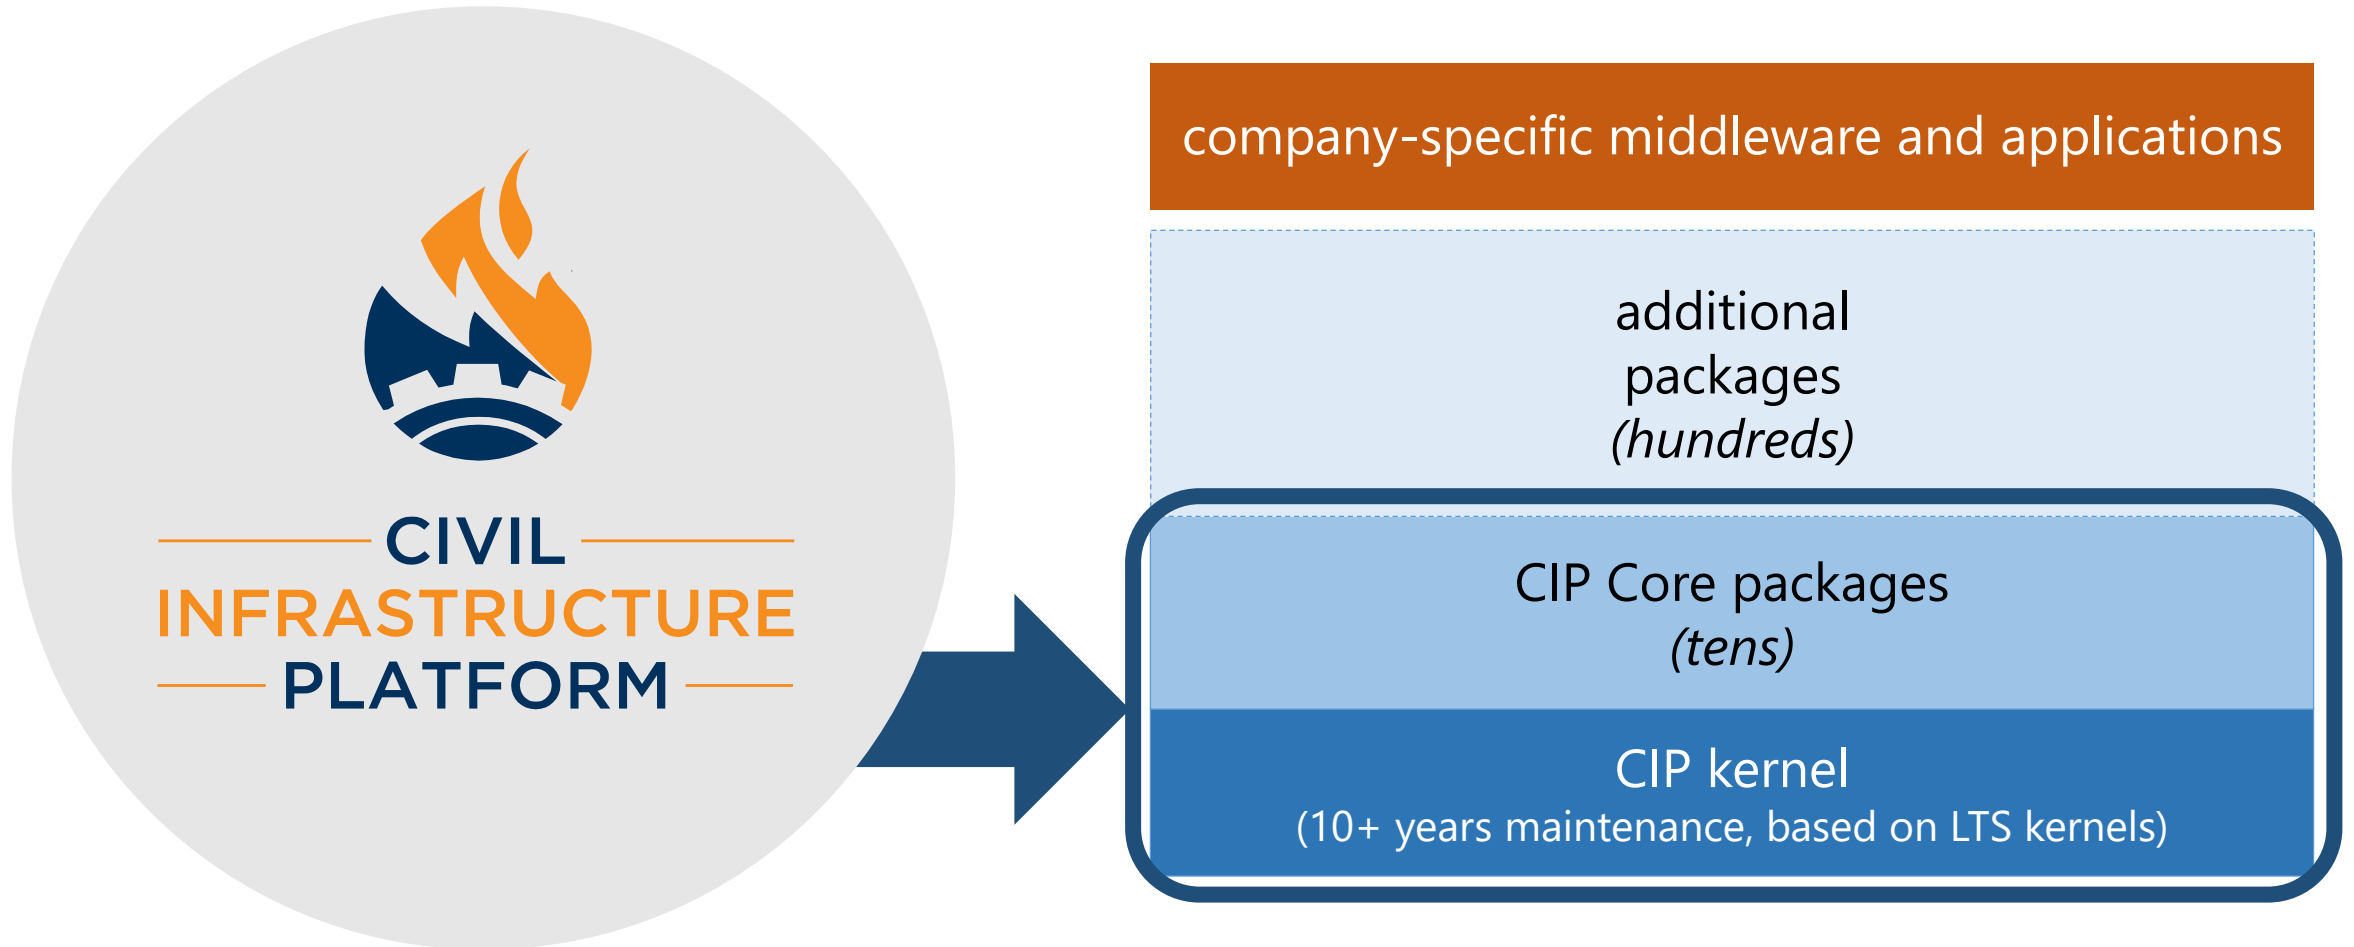 CIVIL
INFRASTRUCTURE
PLATFORM
company-specific middleware and applications
additional
packages
(hundreds)
CIP Core packages
(tens)
CIP kernel
(10+ years maintenance, based on LTS kernels)